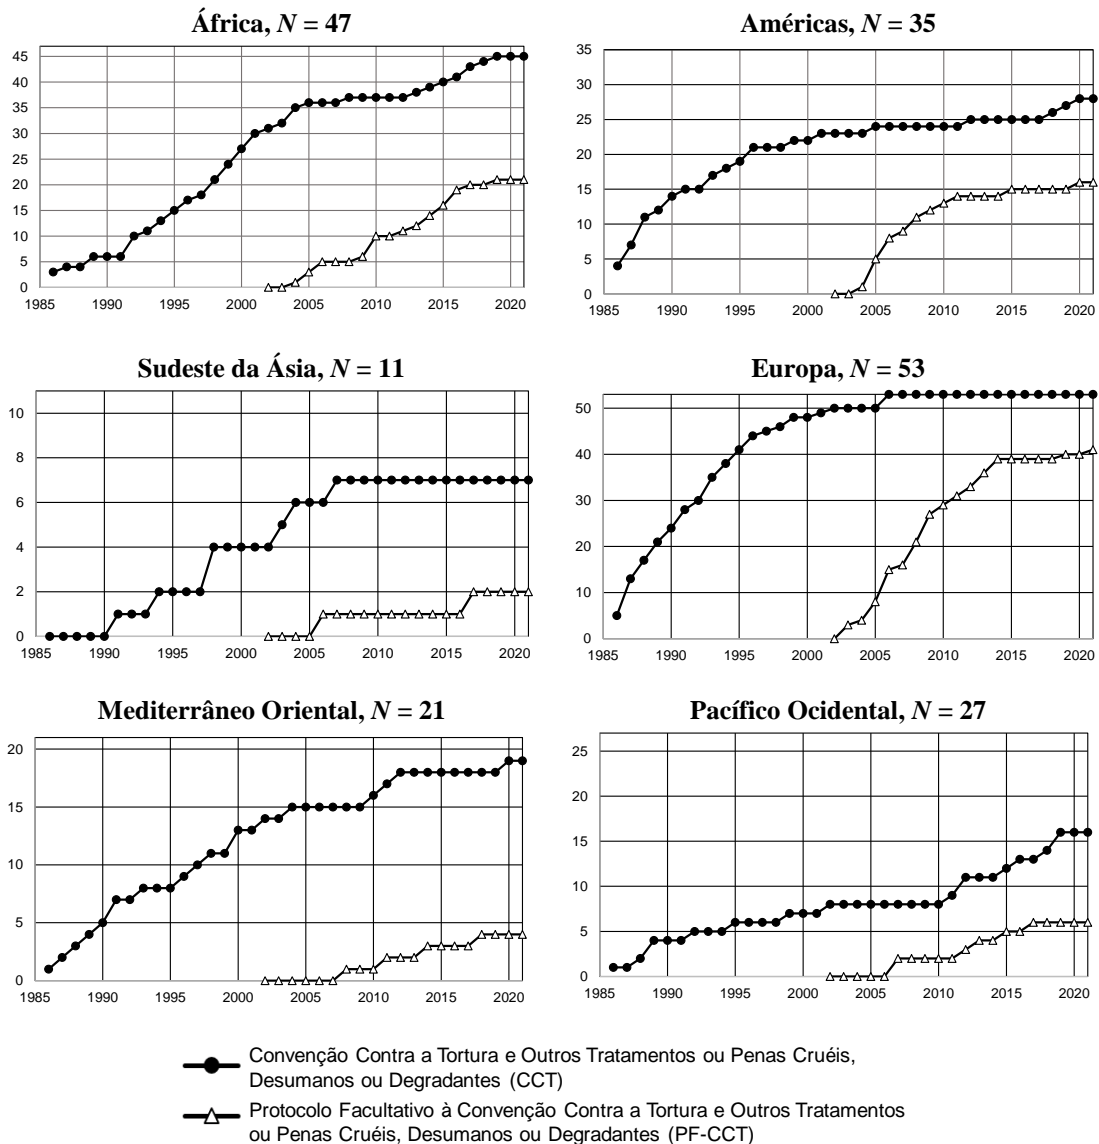 África, N = 47
45
40
35
30
25
20
15
10
5
0
1985 1990 1995 2000 2005 2010 2015 2020
Américas, N = 35
35
30
25
20
15
10
5
0
1985 1990 1995 2000 2005 2010 2015 2020
Sudeste da Ásia, N = 11
10
8
6
4
2
0
1985 1990 1995 2000 2005 2010 2015 2020
Europa, N = 53
50
40
30
20
10
0
1985 1990 1995 2000 2005 2010 2015 2020
Mediterrâneo Oriental, N = 21
20
15
10
5
0
1985 1990 1995 2000 2005 2010 2015 2020
Pacífico Ocidental, N = 27
25
20
15
10
5
0
1985 1990 1995 2000 2005 2010 2015 2020
Convenção Contra a Tortura e Outros Tratamentos ou Penas Cruéis,
Desumanos ou Degradantes (CCT)
Protocolo Facultativo à Convenção Contra a Tortura e Outros Tratamentos
ou Penas Cruéis, Desumanos ou Degradantes (PF-CCT)